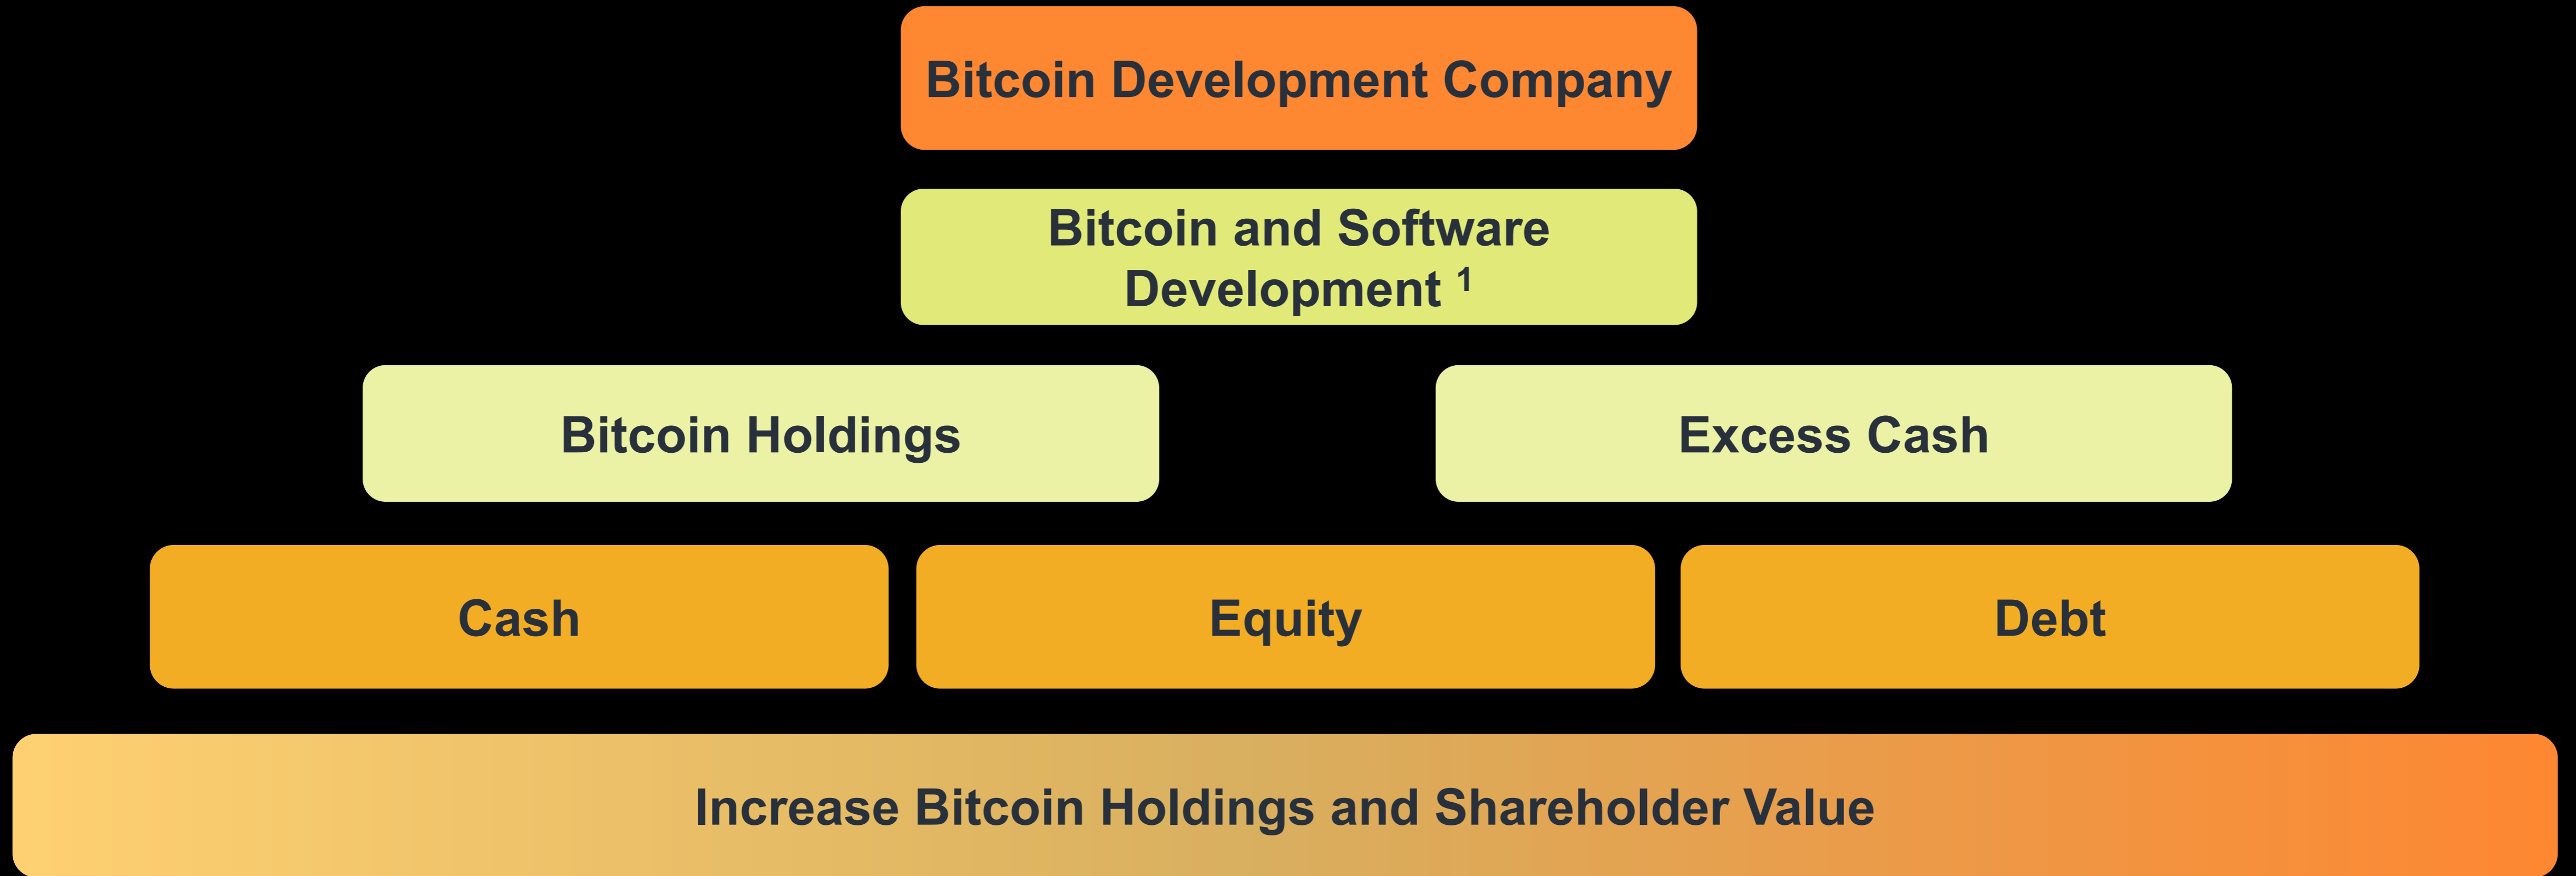 Bitcoin Development Company
Bitcoin and Software
Development ¹
Bitcoin Holdings
Excess Cash
Cash
Equity
Debt
Increase Bitcoin Holdings and Shareholder Value